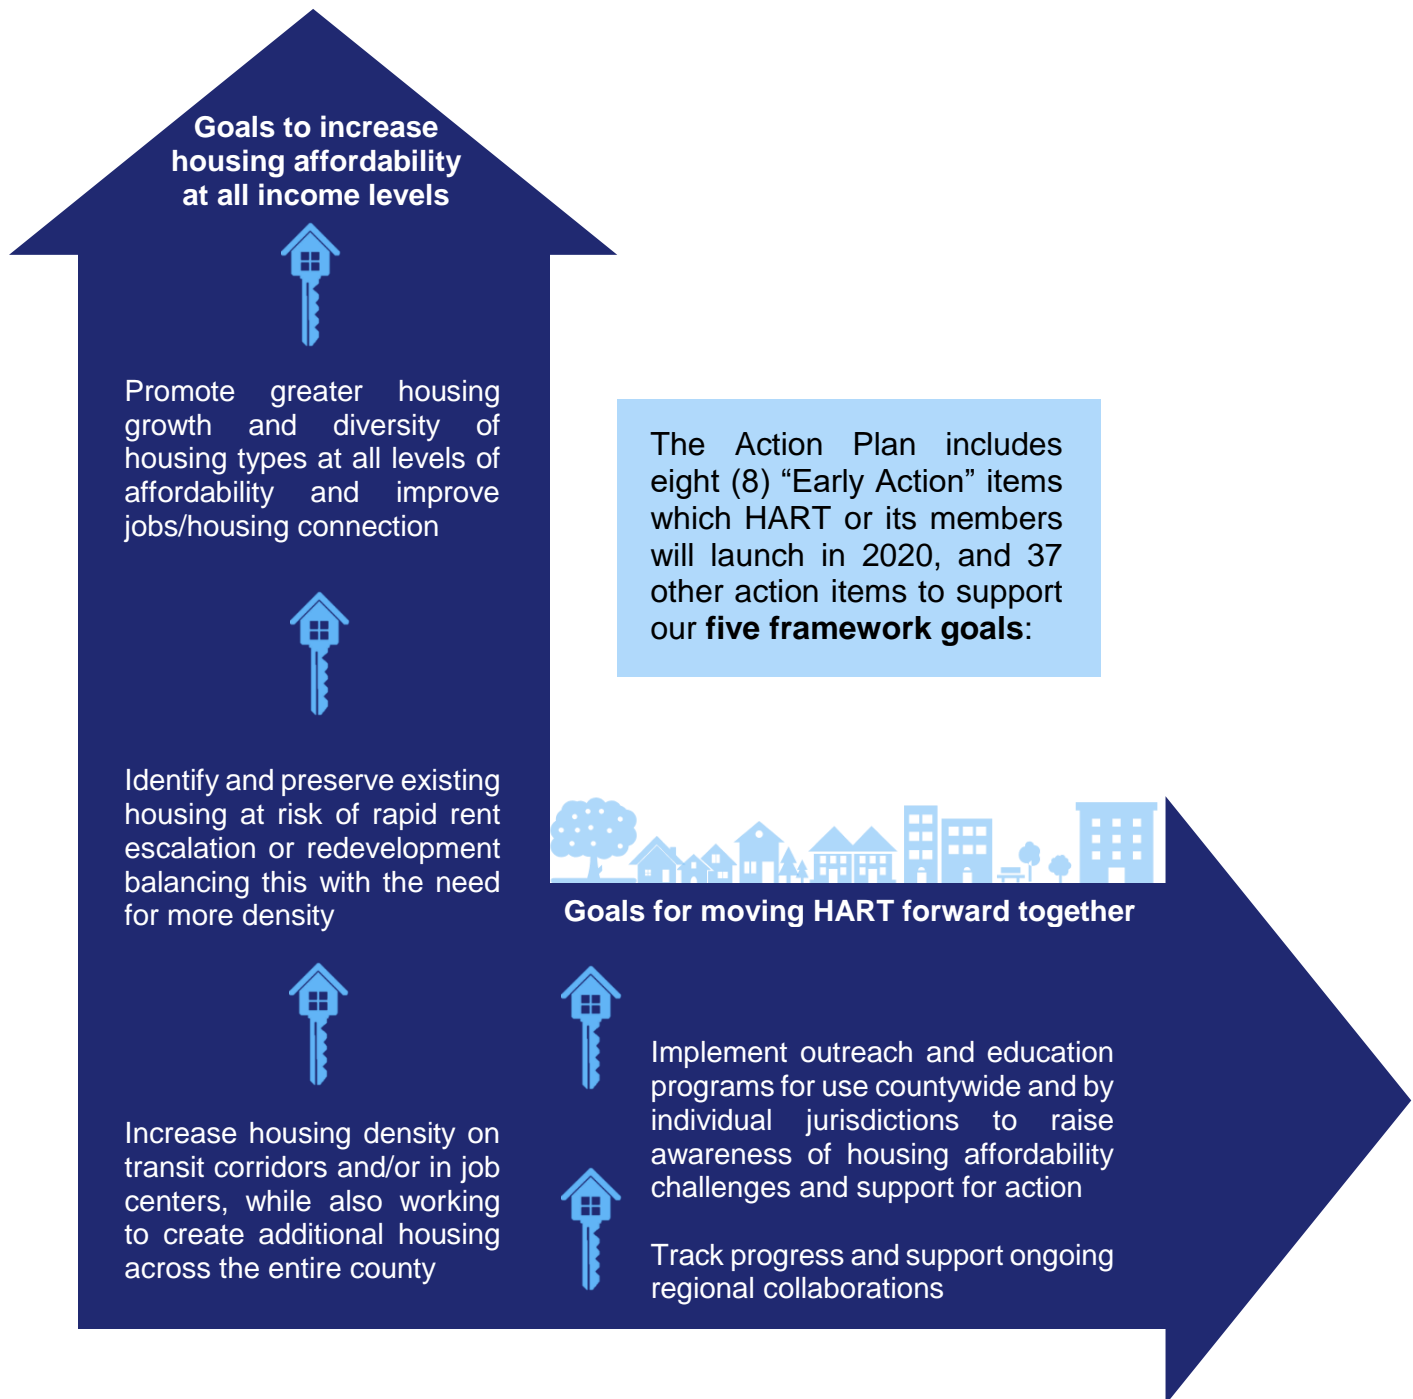 Goals to increase
housing affordability
at all income levels
Promote greater housing
growth and diversity of
housing types at all levels of
affordability and improve
jobs/housing connection
Identify and preserve existing
housing at risk of rapid rent
escalation or redevelopment
balancing this with the need
for more density
Increase housing density on
transit corridors and/or in job
centers, while also working
to create additional housing
across the entire county
The Action Plan includes
eight (8) “Early Action” items
which HART or its members
will launch in 2020, and 37
other action items to support
our five framework goals:
Goals for moving HART forward together
Implement outreach and education
programs for use countywide and by
individual jurisdictions to raise
awareness of housing affordability
challenges and support for action
Track progress and support ongoing
regional collaborations